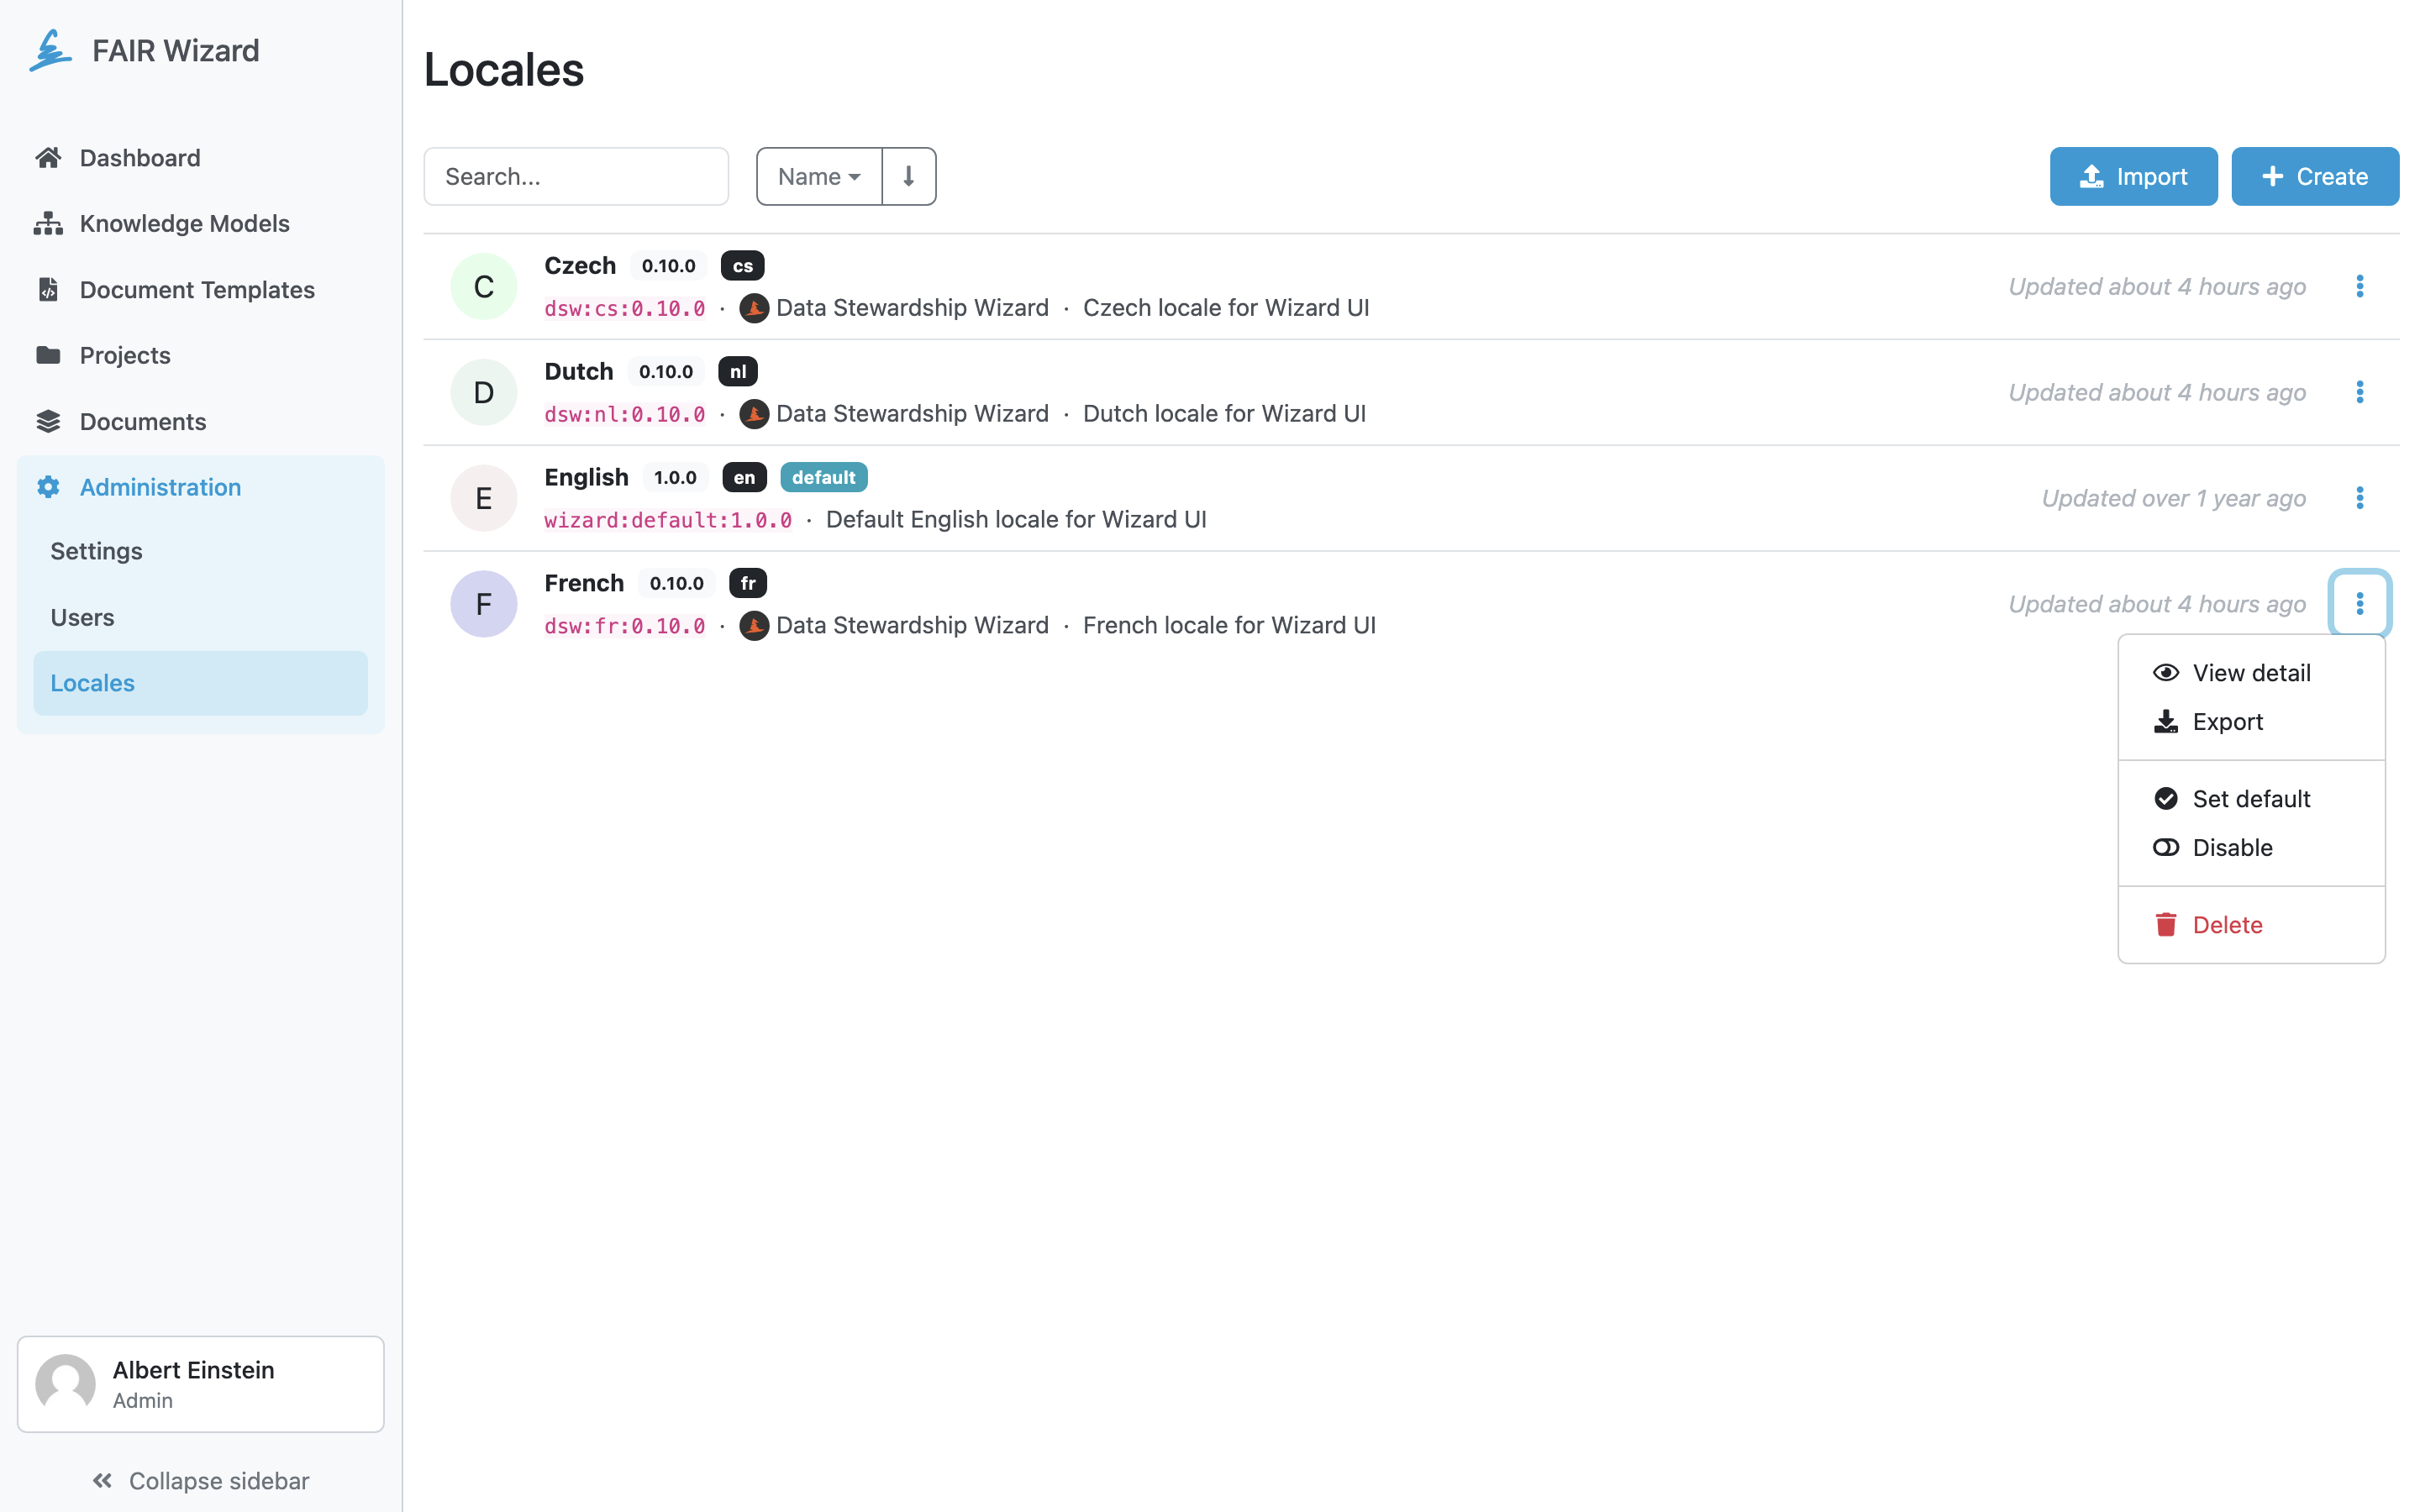 FAIR Wizard
Dashboard
Knowledge Models
Document Templates
Projects
Documents
Administration
Settings
Users
Locales
Albert Einstein
Admin
Collapse sidebar
Locales
Search...
Name
Import
Create
C
Czech 0.10.0 cs
dsw:cs:0.10.0 · Data Stewardship Wizard · Czech locale for Wizard UI
Updated about 4 hours ago
D
Dutch 0.10.0 nl
dsw:nl:0.10.0 · Data Stewardship Wizard · Dutch locale for Wizard UI
Updated about 4 hours ago
E
English 1.0.0 en default
wizard:default:1.0.0 · Default English locale for Wizard UI
Updated over 1 year ago
F
French 0.10.0 fr
dsw:fr:0.10.0 · Data Stewardship Wizard · French locale for Wizard UI
Updated about 4 hours ago
View detail
Export
Set default
Disable
Delete